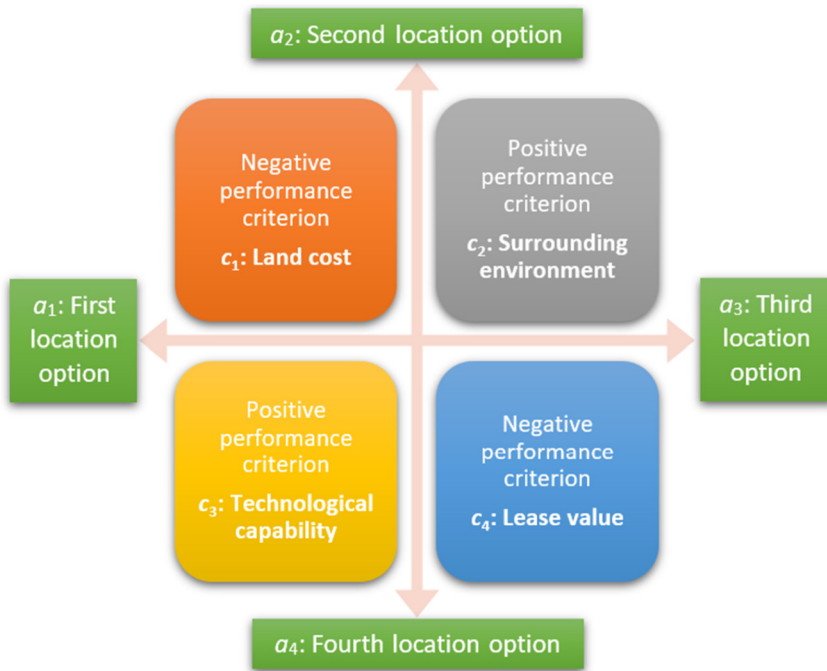 a₂: Second location option
Negative
performance
criterion
c₁: Land cost
Positive
performance
criterion
c₂: Surrounding
environment
a₁: First
location
option
a₃: Third
location
option
Positive
performance
criterion
c₃: Technological
capability
Negative
performance
criterion
c₄: Lease value
a₄: Fourth location option